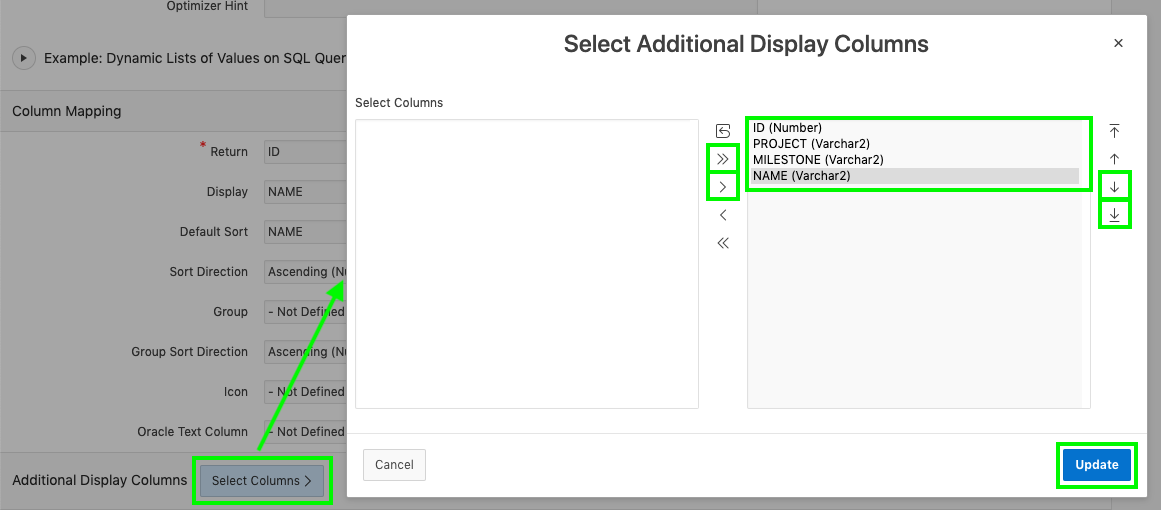 Optimizer Hint
Example: Dynamic Lists of Values on SQL Quer
Column Mapping
* Return ID
Display NAME
Default Sort NAME
Sort Direction Ascending (Nu
Group - Not Defined
Group Sort Direction Ascending (Nu
Icon - Not Defined
Oracle Text Column - Not Defined
Additional Display Columns Select Columns
Select Additional Display Columns
Select Columns
ID (Number)
PROJECT (Varchar2)
MILESTONE (Varchar2)
NAME (Varchar2)
Cancel
Update